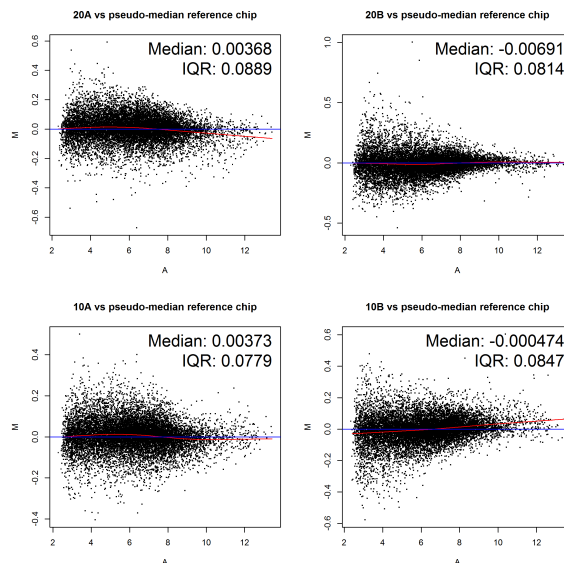 20A vs pseudo-median reference chip
Median: 0.00368
IQR: 0.0889
M
0.6
0.4
0.2
0.0
-0.2
-0.4
-0.6
2 4 6 8 10 12
A
20B vs pseudo-median reference chip
Median: -0.00691
IQR: 0.0814
M
1.0
0.5
0.0
-0.5
2 4 6 8 10 12
A
10A vs pseudo-median reference chip
Median: 0.00373
IQR: 0.0779
M
0.4
0.2
0.0
-0.2
-0.4
2 4 6 8 10 12
A
10B vs pseudo-median reference chip
Median: -0.000474
IQR: 0.0847
M
0.6
0.4
0.2
0.0
-0.2
-0.4
-0.6
2 4 6 8 10 12
A